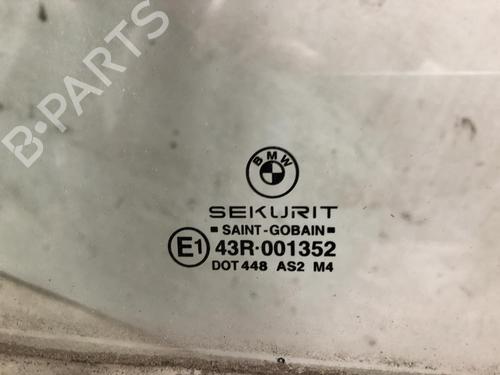 B-PARTS
BMW
SEKURIT
SAINT-GOBAIN
E1 43R·001352
DOT 448 AS2 M4